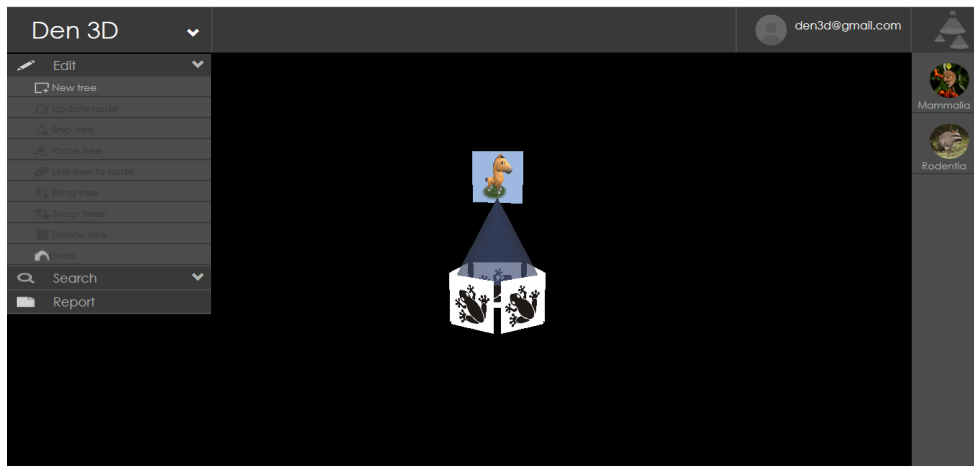 Den 3D
den3d@gmail.com
Edit
New tree
Update node
Snip tree
Prune tree
Link tree to node
Bring tree
Swap trees
Delete tree
Undo
Search
Report
Mammalia
Rodentia